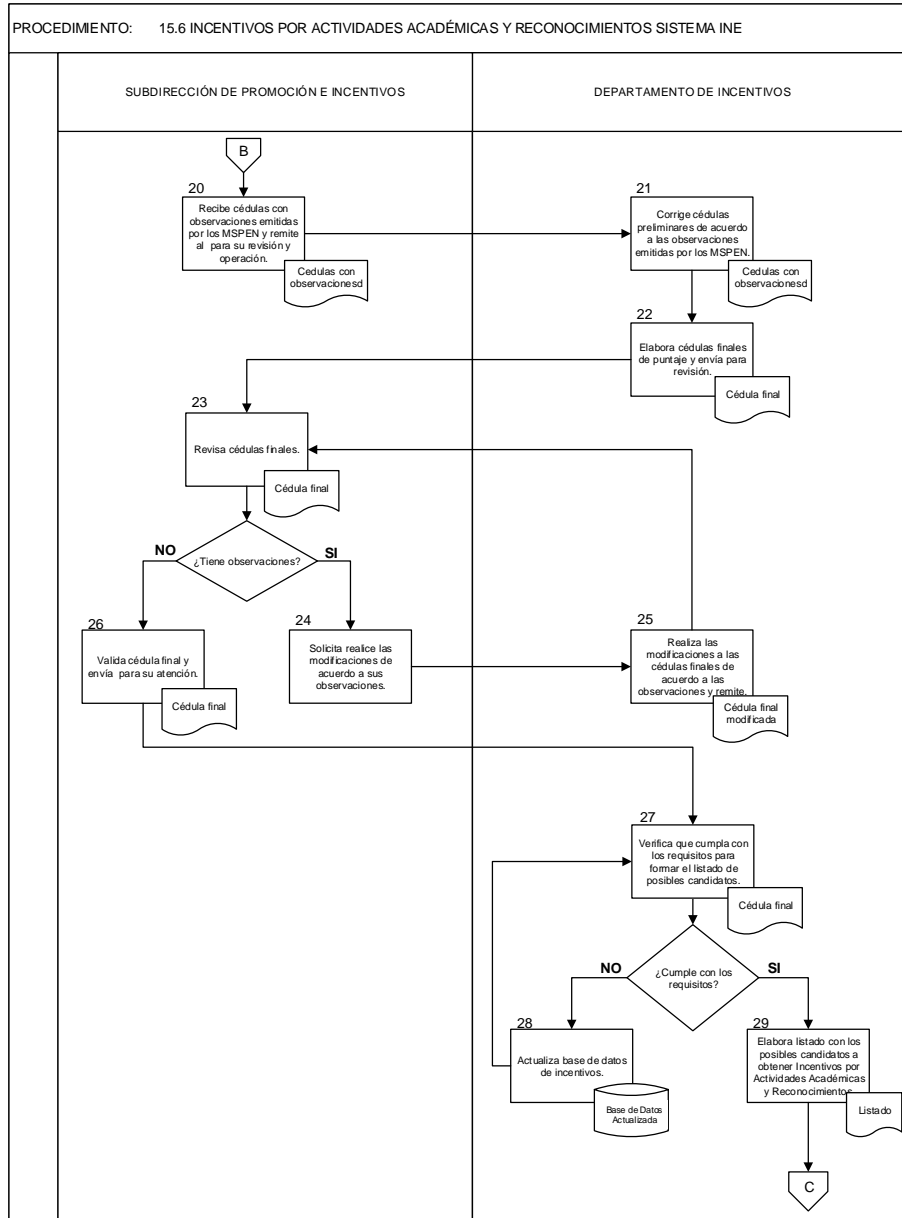 PROCEDIMIENTO: 15.6 INCENTIVOS POR ACTIVIDADES ACADÉMICAS Y RECONOCIMIENTOS SISTEMA INE
SUBDIRECCIÓN DE PROMOCIÓN E INCENTIVOS
DEPARTAMENTO DE INCENTIVOS
B
20
Recibe cédulas con
observaciones emitidas
por los MSPEN y remite
al para su revisión y
operación.
Cedulas con
observacionesd
21
Corrige cédulas
preliminares de acuerdo
a las observaciones
emitidas por los MSPEN.
Cedulas con
observacionesd
22
Elabora cédulas finales
de puntaje y envía para
revisión.
Cédula final
23
Revisa cédulas finales.
Cédula final
¿Tiene observaciones?
NO
SI
26
Valida cédula final y
envía para su atención.
Cédula final
24
Solicita realice las
modificaciones de
acuerdo a sus
observaciones.
25
Realiza las
modificaciones a las
cédulas finales de
acuerdo a las
observaciones y remite.
Cédula final
modificada
27
Verifica que cumpla con
los requisitos para
formar el listado de
posibles candidatos.
Cédula final
¿Cumple con los
requisitos?
NO
SI
28
Actualiza base de datos
de incentivos.
Base de Datos
Actualizada
29
Elabora listado con los
posibles candidatos a
obtener Incentivos por
Actividades Académicas
y Reconocimientos
Listado
C